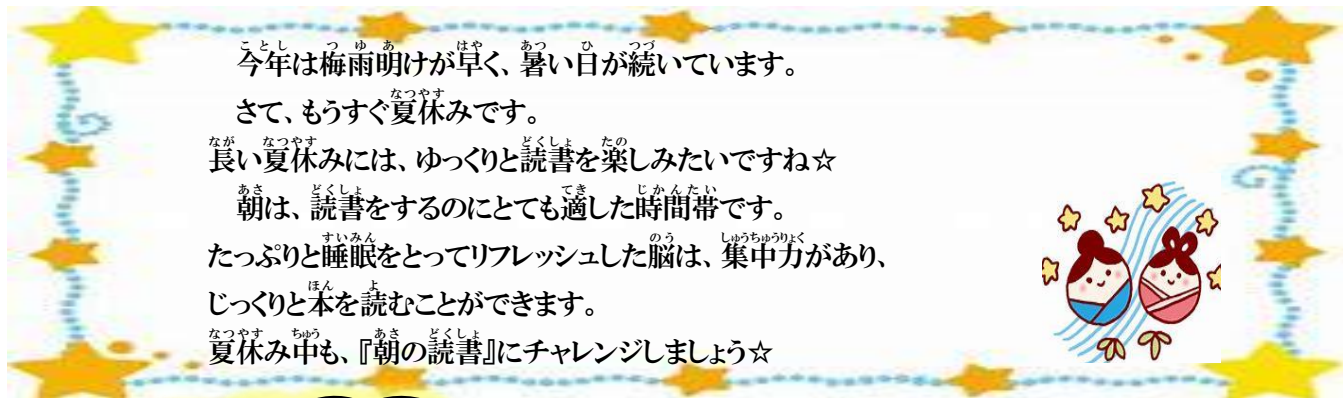 今年は梅雨明けが早く、暑い日が続いています。
さて、もうすぐ夏休みです。
長い夏休みには、ゆっくりと読書を楽しみたいですね☆
朝は、読書をするのにとても適した時間帯です。
たっぷりと睡眠をとってリフレッシュした脳は、集中力があり、
じっくりと本を読むことができます。
夏休み中も、『朝の読書』にチャレンジしましょう☆